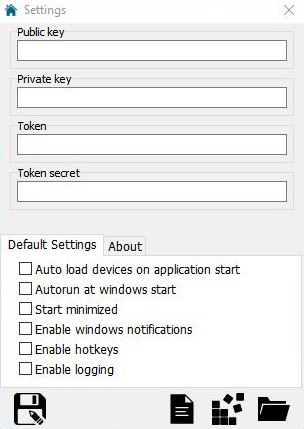 Settings
Public key
Private key
Token
Token secret
Default Settings About
Auto load devices on application start
Autorun at windows start
Start minimized
Enable windows notifications
Enable hotkeys
Enable logging